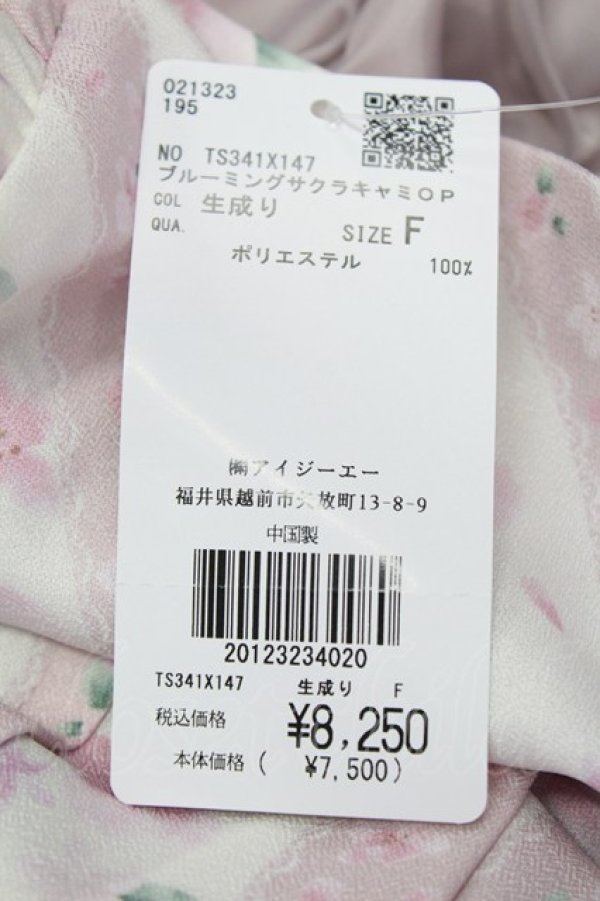 021323
195
NO TS341X147
ブルーミングサクラキャミOP
COL 生成り
QUA.
SIZE F
ポリエステル 100%
㈱アイジーエー
福井県越前市矢放町13-8-9
中国製
20123234020
TS341X147 生成り F
税込価格 ¥8,250
本体価格 ( ¥7,500)